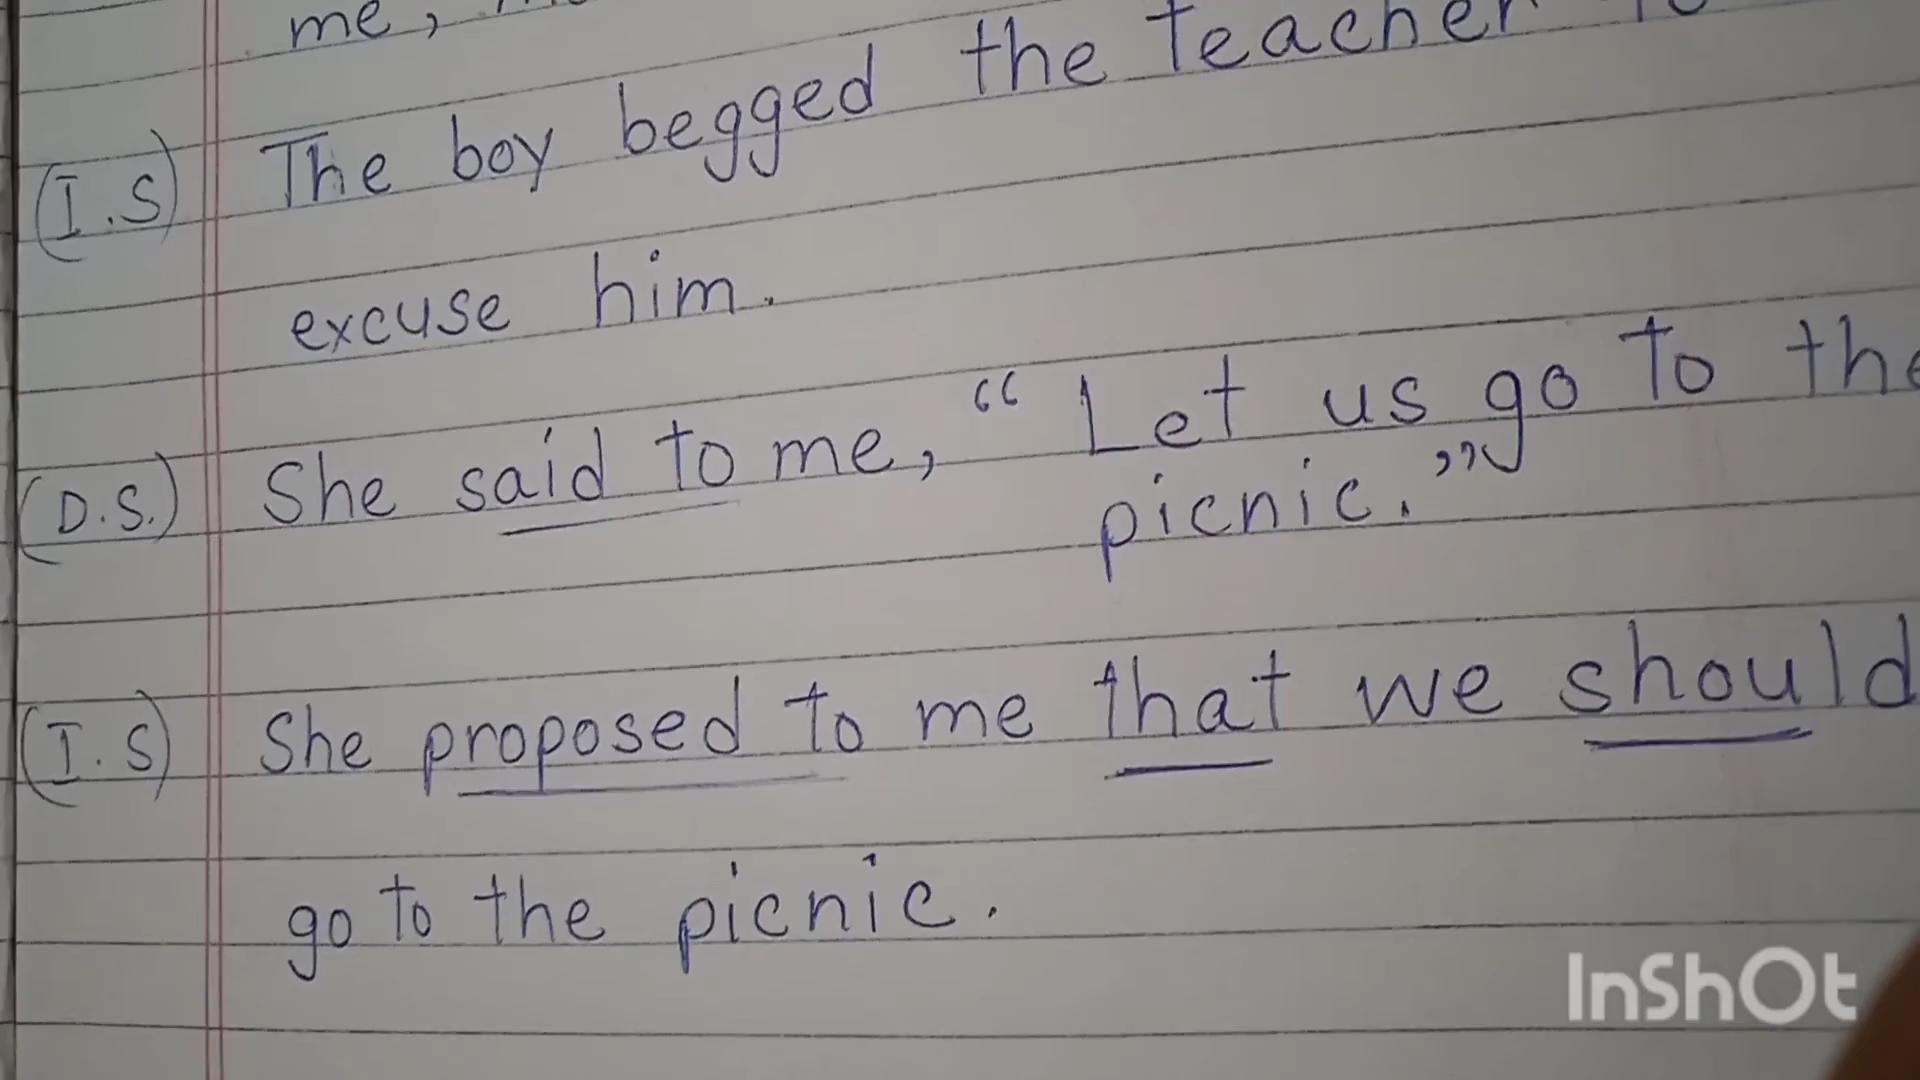 me,
The boy begged the teacher to
(I.S)
excuse him.
(D.S.) She said to me, “Let us go to the
picnic.”
(I.S) She proposed to me that we should
go to the picnic.
InShOt